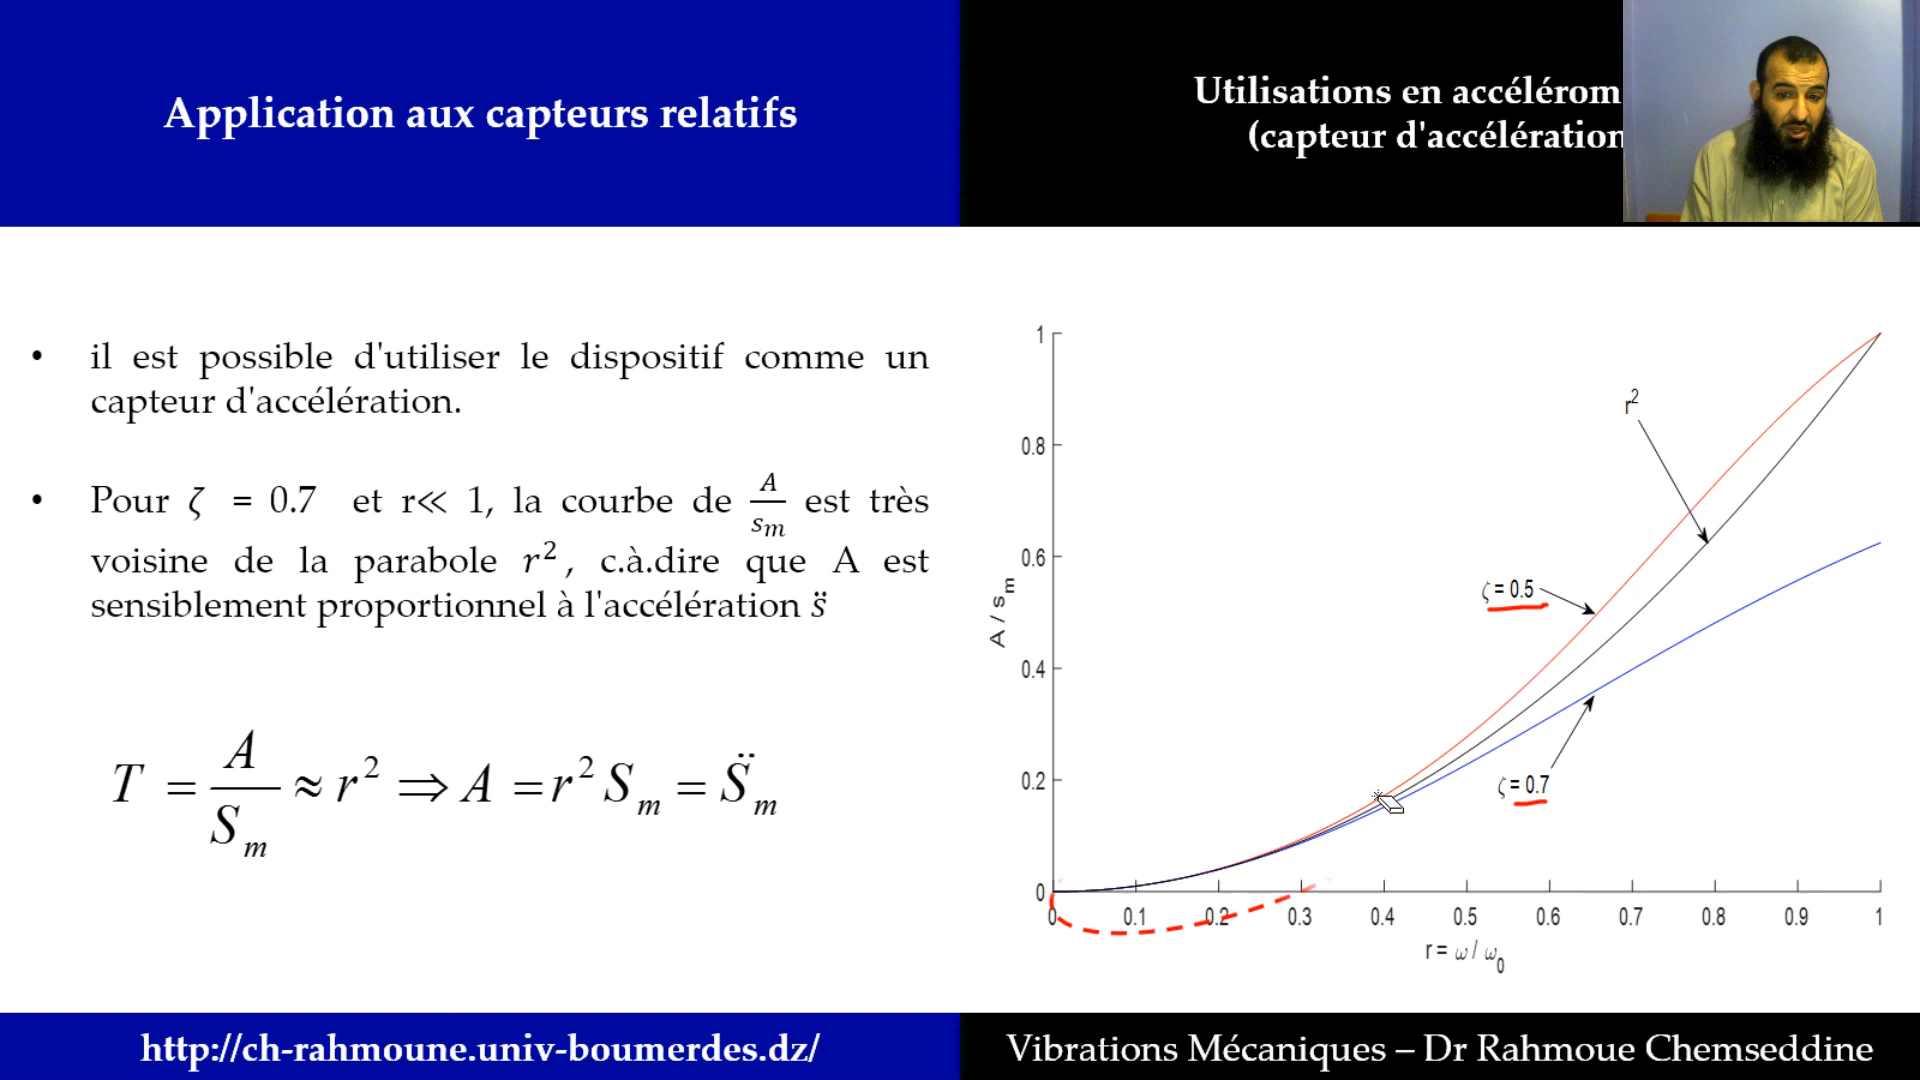 Application aux capteurs relatifs
Utilisations en accélérom
(capteur d'accélération
• il est possible d'utiliser le dispositif comme un
capteur d'accélération.
• Pour ζ = 0.7 et r≪ 1, la courbe de A/s_m est très
voisine de la parabole r², c.à.dire que A est
sensiblement proportionnel à l'accélération s̈
T = A/S_m ≈ r² ⇒ A = r² S_m = S̈_m
1
0.8
0.6
0.4
0.2
0
A / s_m
r²
ζ = 0.5
ζ = 0.7
0 0.1 0.2 0.3 0.4 0.5 0.6 0.7 0.8 0.9 1
r = ω / ω_0
http://ch-rahmoune.univ-boumerdes.dz/
Vibrations Mécaniques – Dr Rahmoue Chemseddine